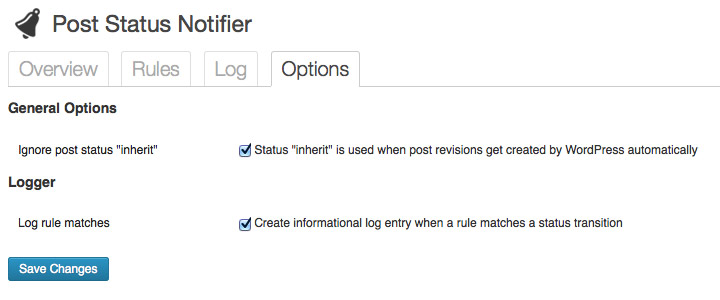 Post Status Notifier
Overview Rules Log Options
General Options
Ignore post status "inherit" Status "inherit" is used when post revisions get created by WordPress automatically
Logger
Log rule matches Create informational log entry when a rule matches a status transition
Save Changes